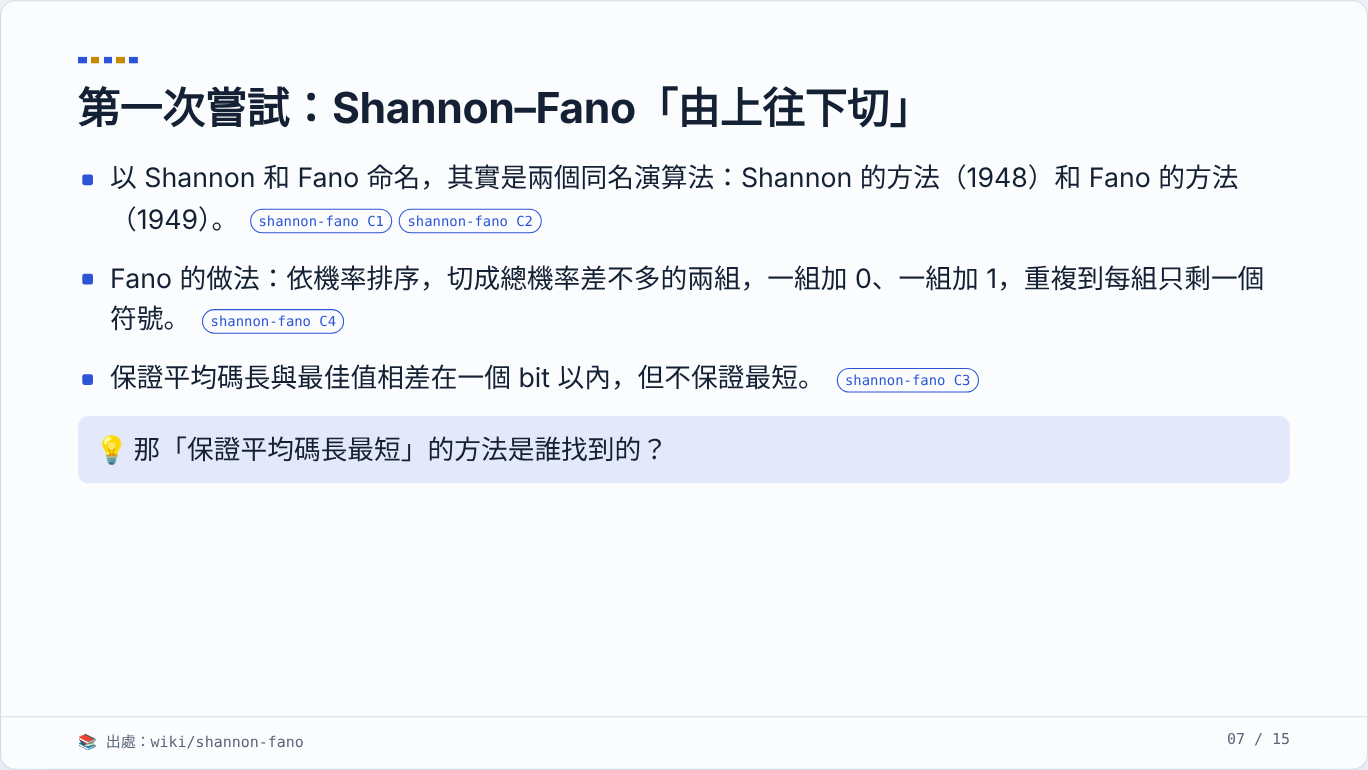 第一次嘗試：Shannon–Fano「由上往下切」
以 Shannon 和 Fano 命名，其實是兩個同名演算法：Shannon 的方法（1948）和 Fano 的方法
（1949）。 shannon-fano C1 shannon-fano C2
Fano 的做法：依機率排序，切成總機率差不多的兩組，一組加 0、一組加 1，重複到每組只剩一個
符號。 shannon-fano C4
保證平均碼長與最佳值相差在一個 bit 以內，但不保證最短。 shannon-fano C3
💡 那「保證平均碼長最短」的方法是誰找到的？
📚 出處：wiki/shannon-fano
07 / 15